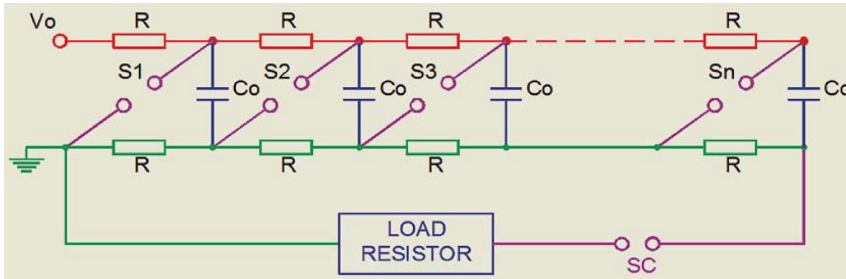 Vo R R R R
S1 S2 S3 Sn
Co Co Co Co
R R R R
LOAD
RESISTOR
SC